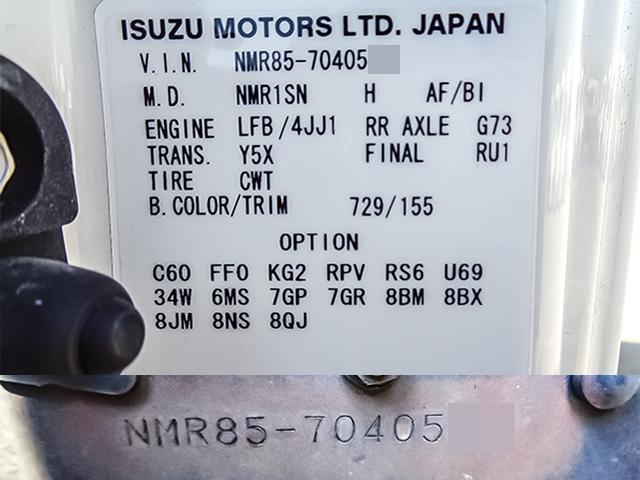 ISUZU MOTORS LTD. JAPAN
V.I.N. NMR85-70405
M.D. NMR1SN H AF/BI
ENGINE LFB/4JJ1 RR AXLE G73
TRANS. Y5X FINAL RU1
TIRE CWT
B.COLOR/TRIM 729/155
OPTION
C60 FF0 KG2 RPV RS6 U69
34W 6MS 7GP 7GR 8BM 8BX
8JM 8NS 8QJ
NMR85-70405